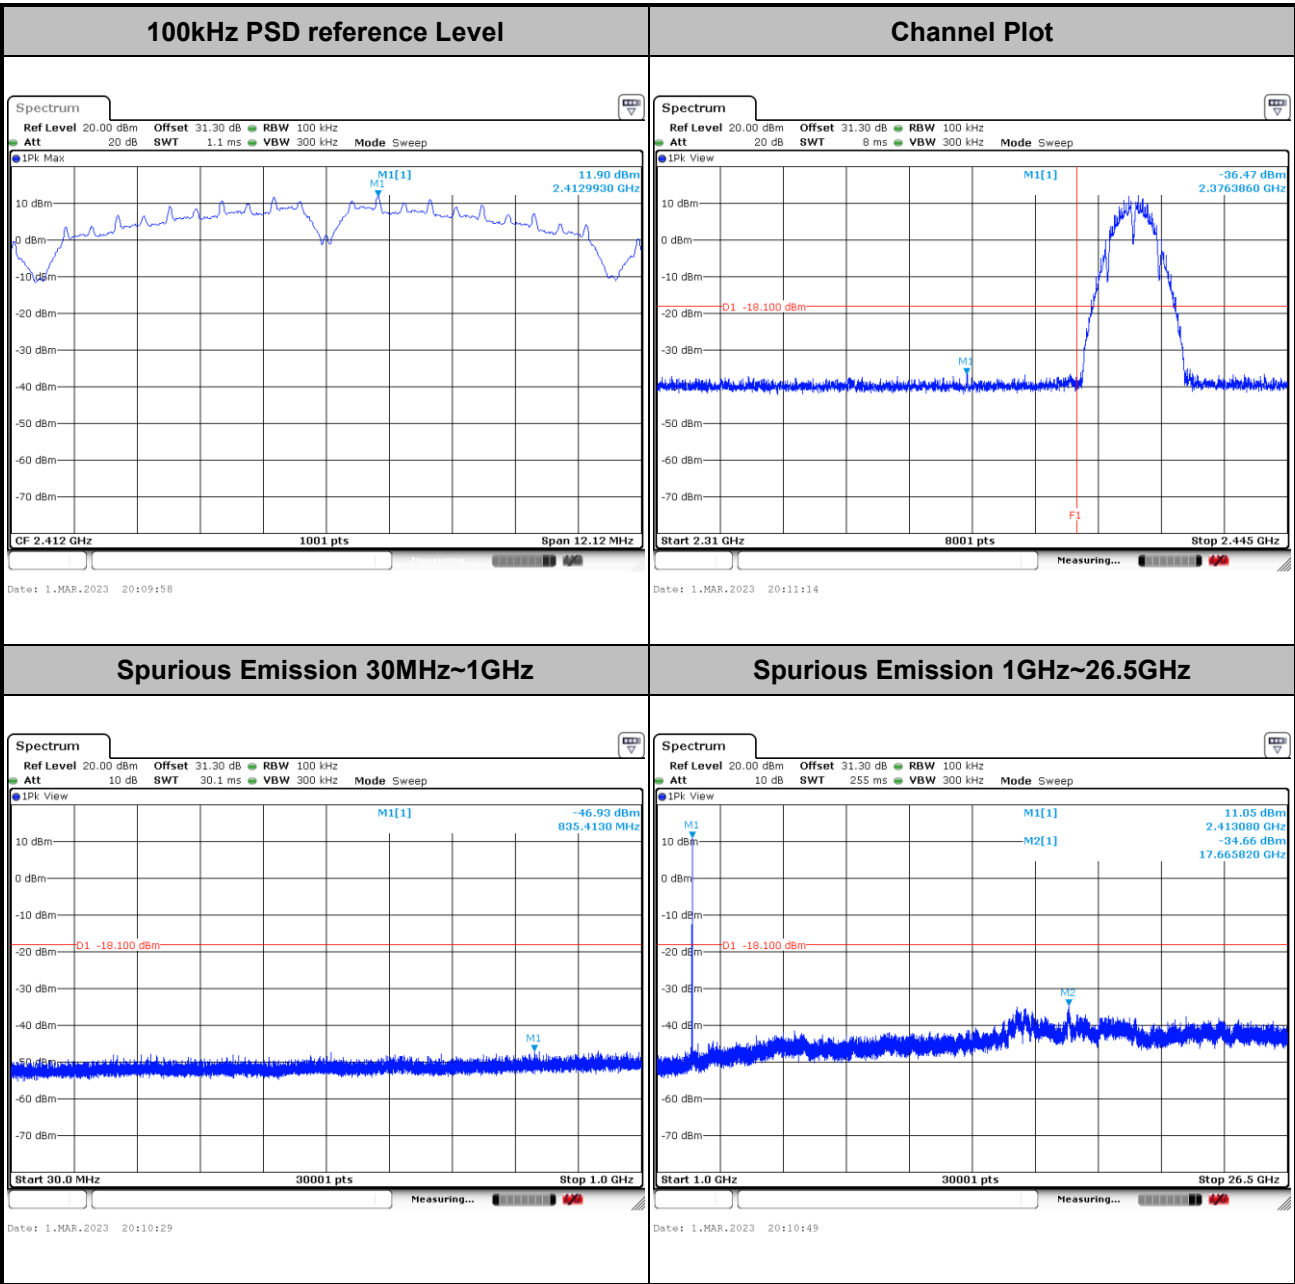 100kHz PSD reference Level
Channel Plot
Spectrum
Ref Level 20.00 dBm Offset 31.30 dB RBW 100 kHz
Att 20 dB SWT 1.1 ms VBW 300 kHz Mode Sweep
1Pk Max
M1[1] 11.90 dBm
2.4129930 GHz
M1
10 dBm
0 dBm
-10 dBm
-20 dBm
-30 dBm
-40 dBm
-50 dBm
-60 dBm
-70 dBm
CF 2.412 GHz 1001 pts Span 12.12 MHz
Measuring...
Date: 1.MAR.2023 20:09:58
Spectrum
Ref Level 20.00 dBm Offset 31.30 dB RBW 100 kHz
Att 20 dB SWT 8 ms VBW 300 kHz Mode Sweep
1Pk View
M1[1] -36.47 dBm
2.3763860 GHz
10 dBm
0 dBm
-10 dBm
D1 -18.100 dBm
-20 dBm
-30 dBm
M1
-40 dBm
-50 dBm
-60 dBm
-70 dBm
F1
Start 2.31 GHz 8001 pts Stop 2.445 GHz
Measuring...
Date: 1.MAR.2023 20:11:14
Spurious Emission 30MHz~1GHz
Spurious Emission 1GHz~26.5GHz
Spectrum
Ref Level 20.00 dBm Offset 31.30 dB RBW 100 kHz
Att 10 dB SWT 30.1 ms VBW 300 kHz Mode Sweep
1Pk View
M1[1] -46.93 dBm
835.4130 MHz
10 dBm
0 dBm
-10 dBm
D1 -18.100 dBm
-20 dBm
-30 dBm
-40 dBm
M1
-50 dBm
-60 dBm
-70 dBm
Start 30.0 MHz 30001 pts Stop 1.0 GHz
Measuring...
Date: 1.MAR.2023 20:10:29
Spectrum
Ref Level 20.00 dBm Offset 31.30 dB RBW 100 kHz
Att 10 dB SWT 255 ms VBW 300 kHz Mode Sweep
1Pk View
M1[1] 11.05 dBm
2.413080 GHz
M1
M2[1] -34.66 dBm
17.665820 GHz
10 dBm
0 dBm
-10 dBm
D1 -18.100 dBm
-20 dBm
-30 dBm
M2
-40 dBm
-50 dBm
-60 dBm
-70 dBm
Start 1.0 GHz 30001 pts Stop 26.5 GHz
Measuring...
Date: 1.MAR.2023 20:10:49